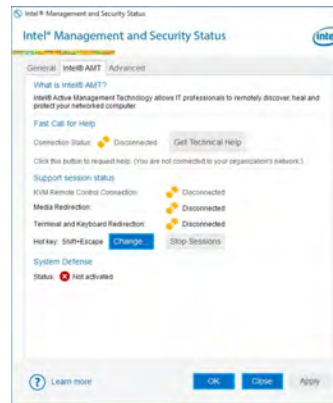 Intel® Management and Security Status
Intel® Management and Security Status
intel
General Intel® AMT Advanced
What is Intel® AMT?
Intel® Active Management Technology allows IT professionals to remotely discover, heal and
protect your networked computer.
Fast Call for Help
Connection Status: Disconnected Get Technical Help
Click this button to request help. (You are not connected to your organization's network.)
Support session status
KVM Remote Control Connection: Disconnected
Media Redirection: Disconnected
Terminal and Keyboard Redirection: Disconnected
Hot key: Shift+Escape Change... Stop Sessions
System Defense
Status: Not activated
? Learn more OK Close Apply